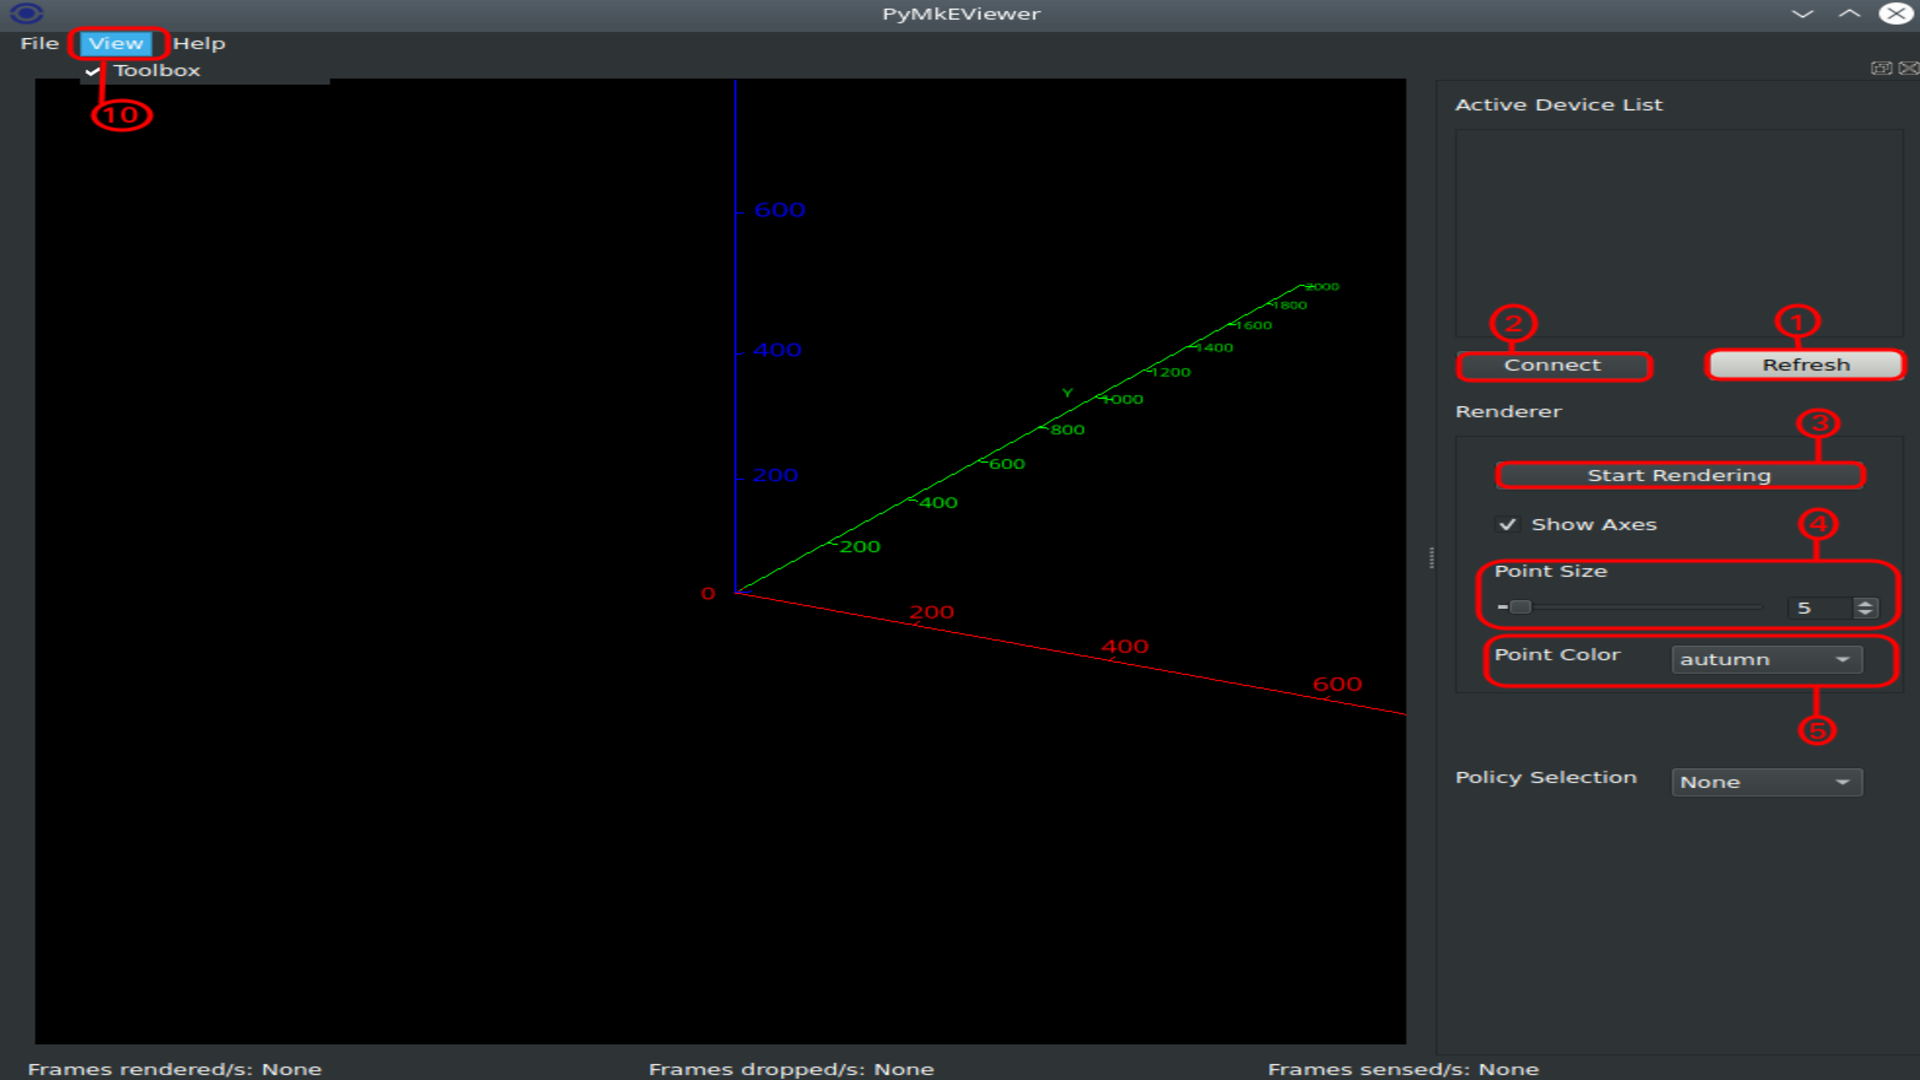 PyMkEViewer
File View Help
Toolbox
10
Active Device List
2 1
Connect Refresh
Renderer
3
Start Rendering
Show Axes 4
Point Size
5
Point Color autumn
5
Policy Selection None
600
400
200
0
2000
1800
1600
1400
1200
Y 1000
800
600
400
200
200
400
600
Frames rendered/s: None Frames dropped/s: None Frames sensed/s: None